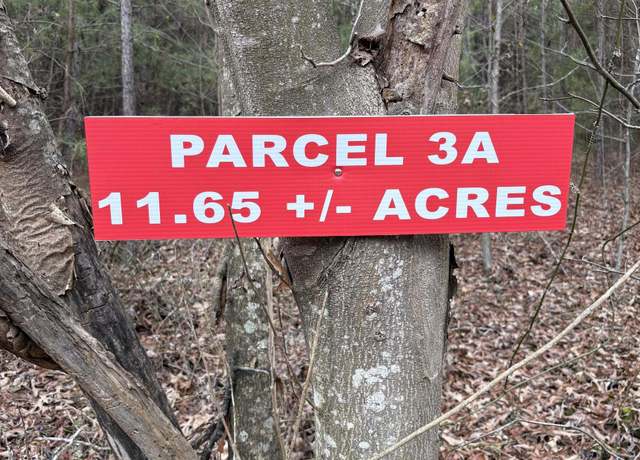 PARCEL 3A
11.65 +/- ACRES